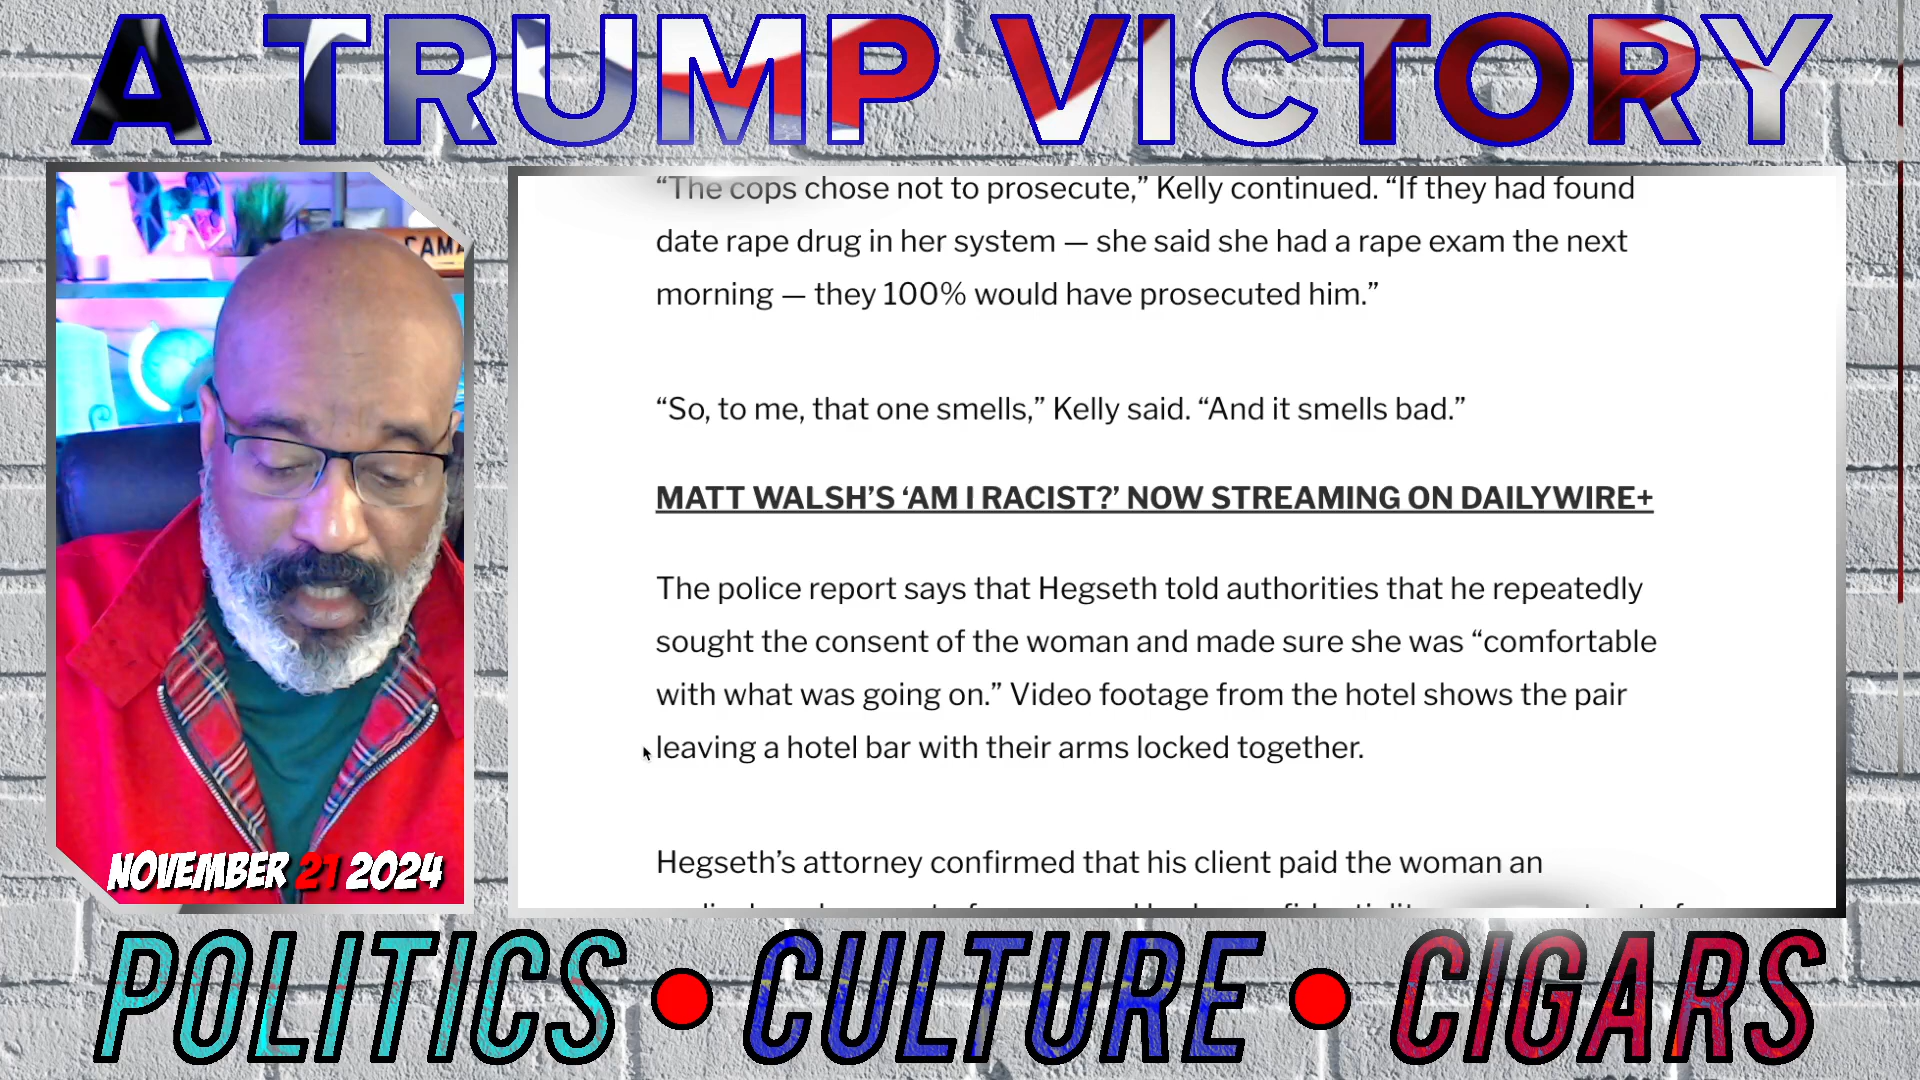 A TRUMP VICTORY
CAMA
“The cops chose not to prosecute,” Kelly continued. “If they had found
date rape drug in her system — she said she had a rape exam the next
morning — they 100% would have prosecuted him.”
“So, to me, that one smells,” Kelly said. “And it smells bad.”
MATT WALSH’S ‘AM I RACIST?’ NOW STREAMING ON DAILYWIRE+
The police report says that Hegseth told authorities that he repeatedly
sought the consent of the woman and made sure she was “comfortable
with what was going on.” Video footage from the hotel shows the pair
leaving a hotel bar with their arms locked together.
Hegseth’s attorney confirmed that his client paid the woman an
NOVEMBER 21 2024
POLITICS • CULTURE • CIGARS